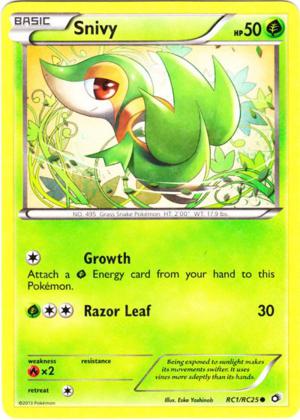 BASIC
Snivy
HP 50
NO. 495 Grass Snake Pokémon HT. 2'00" WT. 17.9 lbs.
Growth
Attach a Energy card from your hand to this
Pokémon.
Razor Leaf 30
weakness resistance
×2
retreat
Being exposed to sunlight makes
its movements swifter. It uses
vines more adeptly than its hands.
Illus. Eske Yoshinob
RC1/RC25
©2013 Pokémon